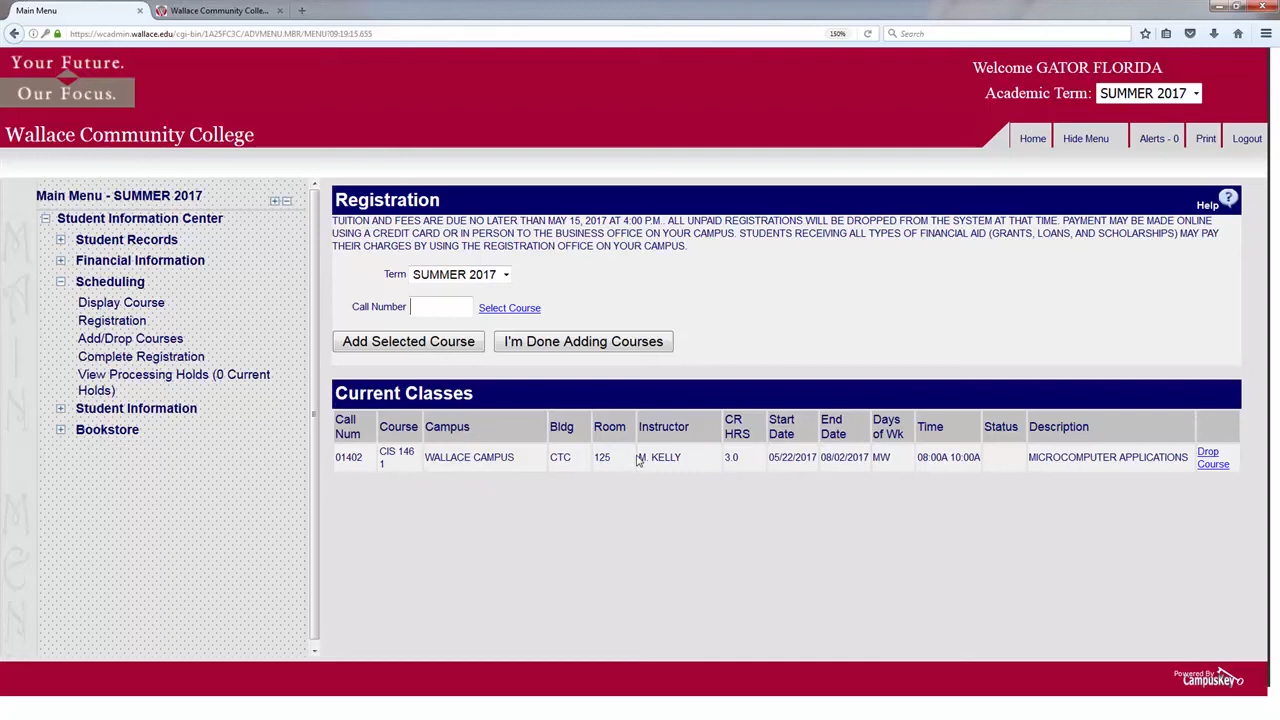 Main Menu
Wallace Community College...
https://wcadmin.wallace.edu/cgi-bin/1A25FC3C/ADVMENU.MBR/MENU?09:19:15.655
150%
Search
Your Future.
Our Focus.
Wallace Community College
Welcome GATOR FLORIDA
Academic Term: SUMMER 2017
Home
Hide Menu
Alerts - 0
Print
Logout
Main Menu - SUMMER 2017
Student Information Center
Student Records
Financial Information
Scheduling
Display Course
Registration
Add/Drop Courses
Complete Registration
View Processing Holds (0 Current
Holds)
Student Information
Bookstore
Registration
Help
TUITION AND FEES ARE DUE NO LATER THAN MAY 15, 2017 AT 4:00 P.M.. ALL UNPAID REGISTRATIONS WILL BE DROPPED FROM THE SYSTEM AT THAT TIME. PAYMENT MAY BE MADE ONLINE
USING A CREDIT CARD OR IN PERSON TO THE BUSINESS OFFICE ON YOUR CAMPUS. STUDENTS RECEIVING ALL TYPES OF FINANCIAL AID (GRANTS, LOANS, AND SCHOLARSHIPS) MAY PAY
THEIR CHARGES BY USING THE REGISTRATION OFFICE ON YOUR CAMPUS.
Term SUMMER 2017
Call Number Select Course
Add Selected Course
I'm Done Adding Courses
Current Classes
Call Num Course Campus Bldg Room Instructor CR HRS Start Date End Date Days of Wk Time Status Description
01402 CIS 146 1 WALLACE CAMPUS CTC 125 M. KELLY 3.0 05/22/2017 08/02/2017 MW 08:00A 10:00A MICROCOMPUTER APPLICATIONS Drop Course
Powered By
CampusKey